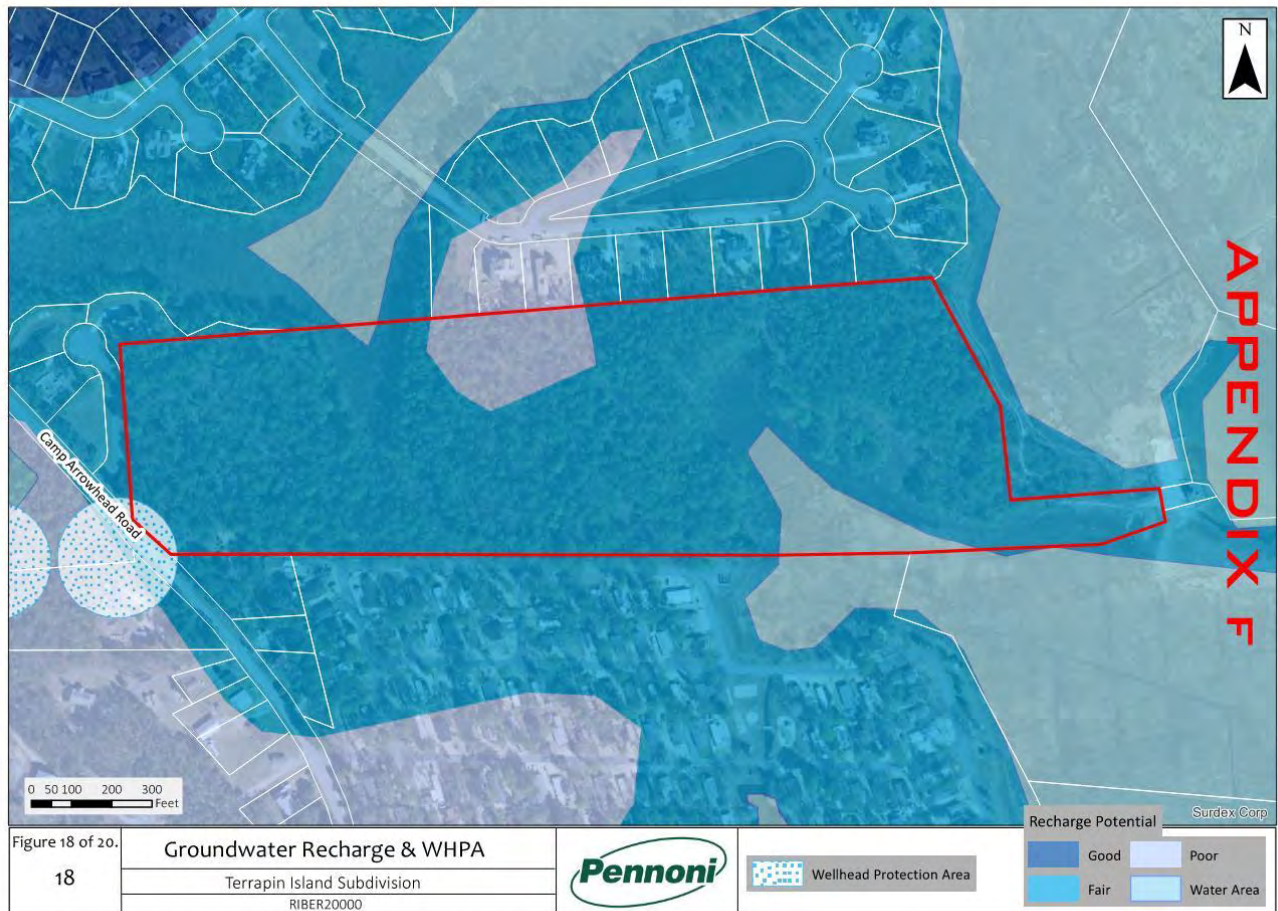 N
APPENDIX F
Camp Arrowhead Road
0 50 100 200 300
Feet
Surdex Corp
Figure 18 of 20.
18
Groundwater Recharge & WHPA
Terrapin Island Subdivision
RIBER20000
Pennoni
Wellhead Protection Area
Recharge Potential
Good
Poor
Fair
Water Area